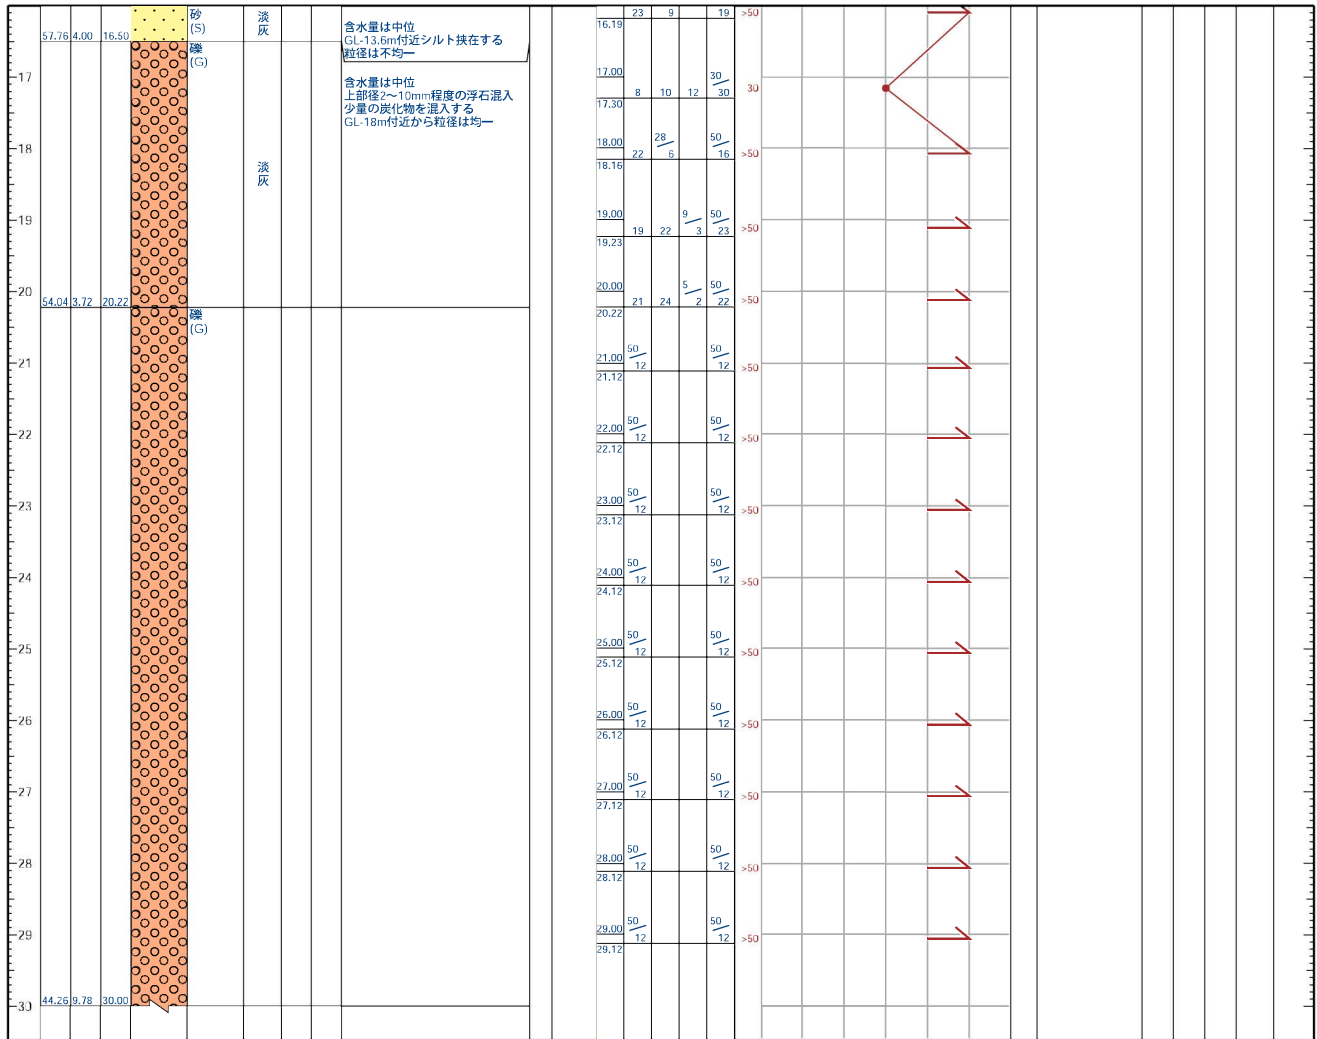 23 9 19 >50
砂
(S)
淡
灰
57.76 4.00 16.50
16.19
含水量は中位
GL-13.6m付近シルト挟在する
粒径は不均一
礫
(G)
含水量は中位
上部径2〜10mm程度の浮石混入
少量の炭化物を混入する
GL-18m付近から粒径は均一
淡
灰
17
17.00 30
8 10 12 30 30
17.30
18
28 50
18.00
22 6 16 >50
18.16
19
19.00 9 50
19 22 3 23 >50
19.23
20
20.00 5 50
54.04 3.72 20.22
21 24 2 22 >50
20.22
礫
(G)
21
50 50
21.00 12 12 >50
21.12
22
50 50
22.00 12 12 >50
22.12
23
50 50
23.00 12 12 >50
23.12
24
50 50
24.00 12 12 >50
24.12
25
50 50
25.00 12 12 >50
25.12
26
50 50
26.00 12 12 >50
26.12
27
50 50
27.00 12 12 >50
27.12
28
50 50
28.00 12 12 >50
28.12
29
50 50
29.00 12 12 >50
29.12
30
44.26 9.78 30.00